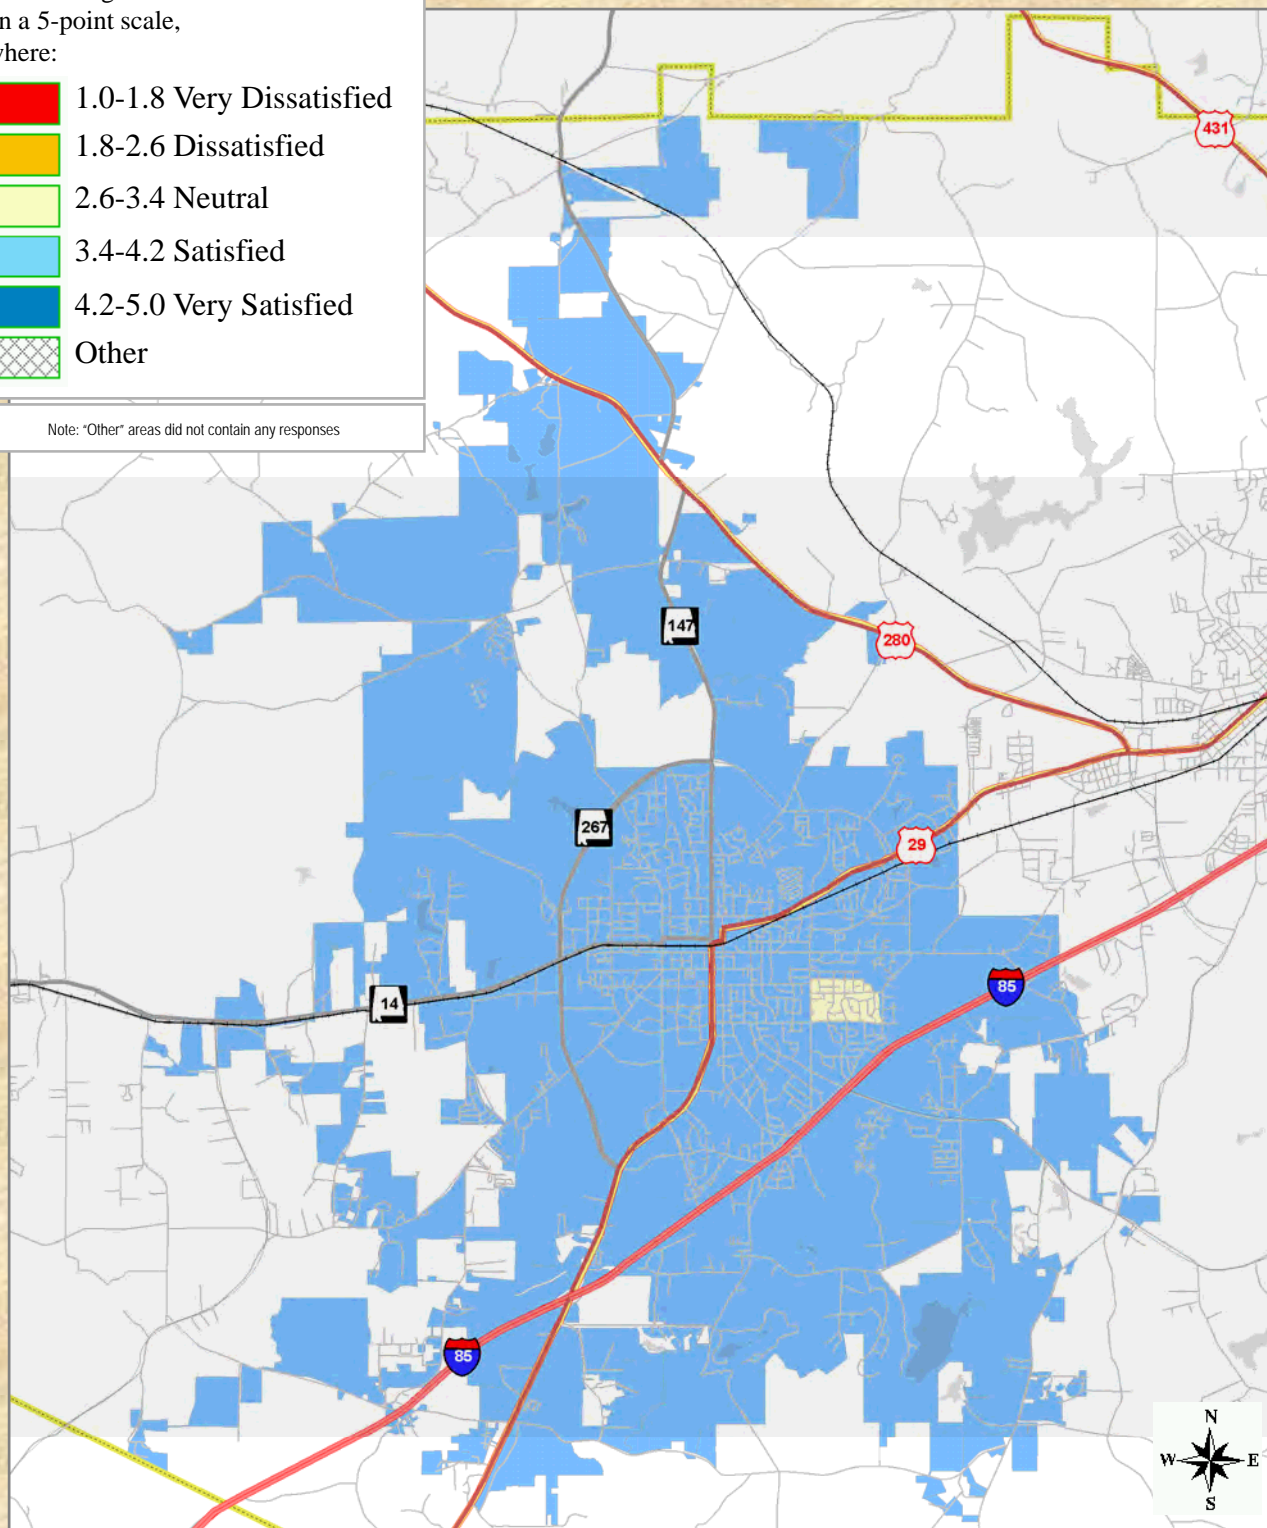 n a 5-point scale,
where:
1.0-1.8 Very Dissatisfied
1.8-2.6 Dissatisfied
2.6-3.4 Neutral
3.4-4.2 Satisfied
4.2-5.0 Very Satisfied
Other
Note: "Other" areas did not contain any responses
431
147
280
267
29
85
14
85
N
W E
S